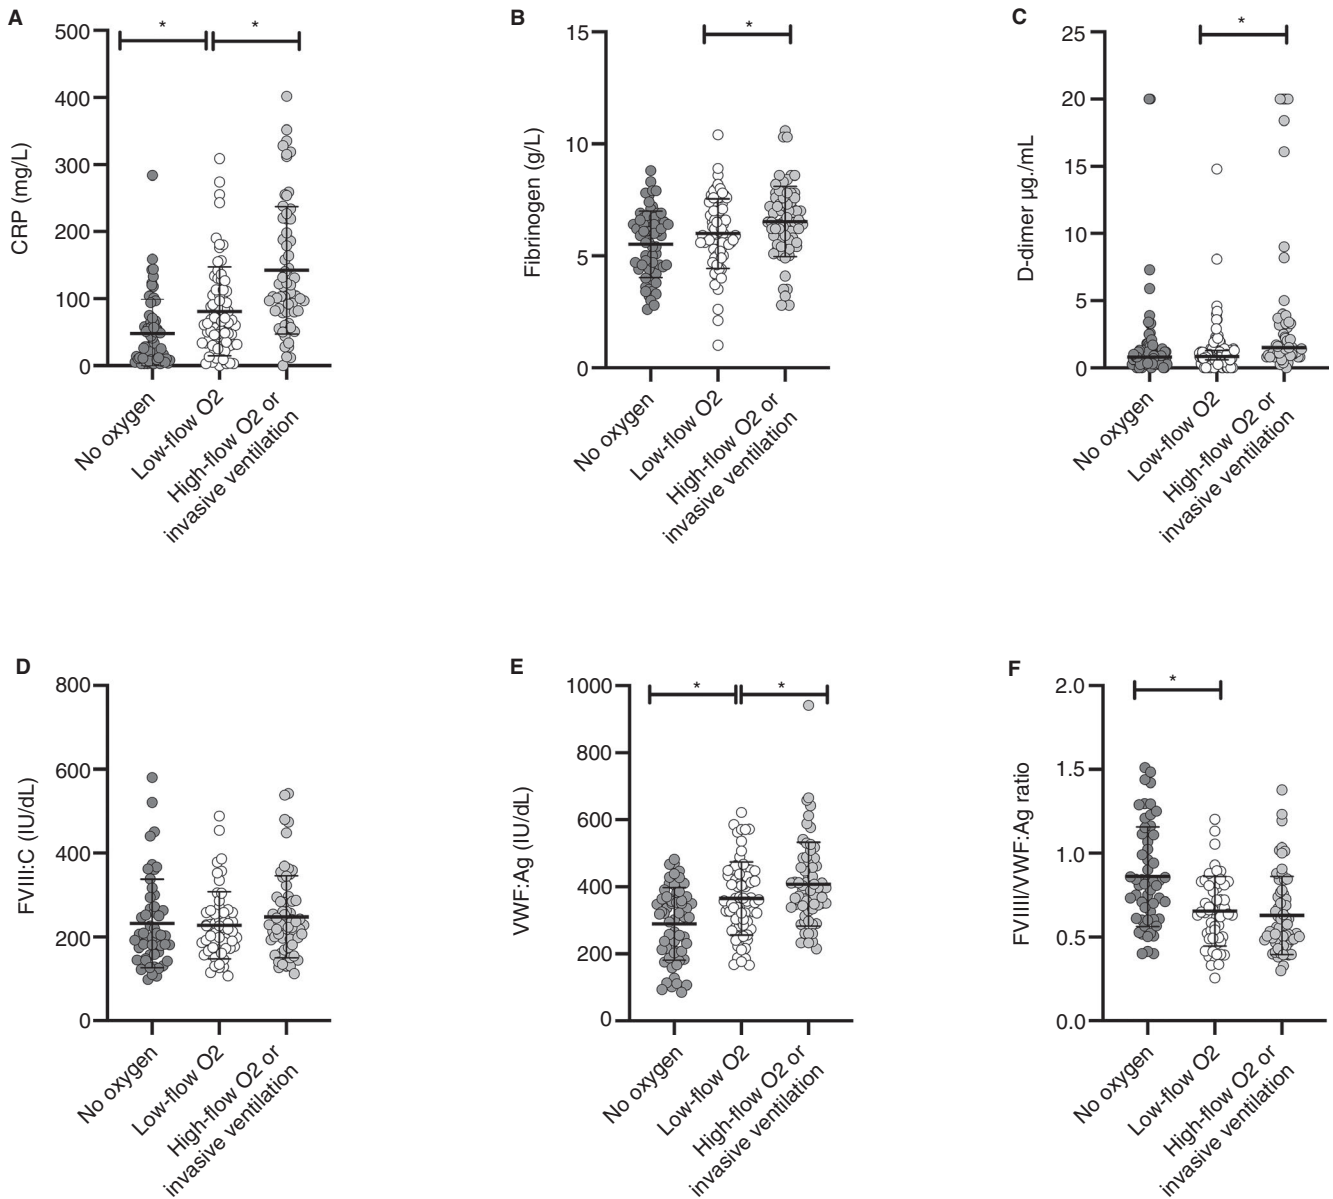 A
CRP (mg/L)
500
400
300
200
100
0
*
*
No oxygen
Low-flow O2
High-flow O2 or
invasive ventilation
B
Fibrinogen (g/L)
15
10
5
0
*
No oxygen
Low-flow O2
High-flow O2 or
invasive ventilation
C
D-dimer µg./mL
25
20
15
10
5
0
*
No oxygen
Low-flow O2
High-flow O2 or
invasive ventilation
D
FVIII:C (IU/dL)
800
600
400
200
0
No oxygen
Low-flow O2
High-flow O2 or
invasive ventilation
E
VWF:Ag (IU/dL)
1000
800
600
400
200
0
*
*
No oxygen
Low-flow O2
High-flow O2 or
invasive ventilation
F
FVIIII/VWF:Ag ratio
2.0
1.5
1.0
0.5
0.0
*
No oxygen
Low-flow O2
High-flow O2 or
invasive ventilation